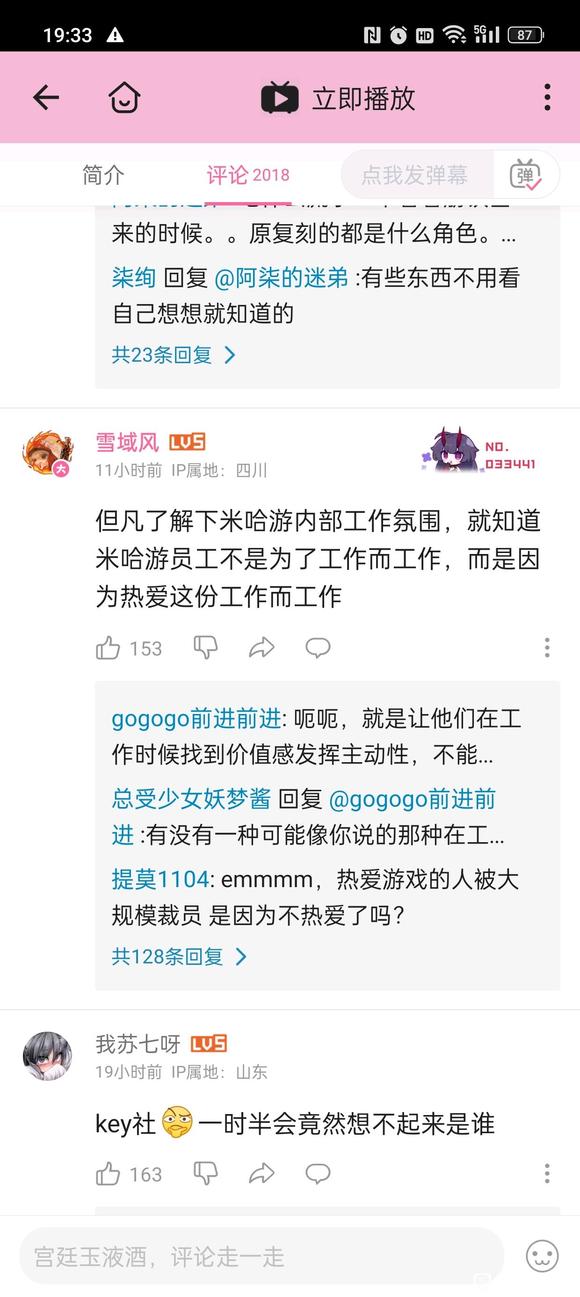 19:33
HD
5G
87
立即播放
简介
评论 2018
点我发弹幕
弹
来的时候。。原复刻的都是什么角色。...
柒绚 回复 @阿柒的迷弟 :有些东西不用看
自己想想就知道的
共23条回复
雪域风 LV5
NO.
033441
11小时前 IP属地：四川
大
但凡了解下米哈游内部工作氛围，就知道
米哈游员工不是为了工作而工作，而是因
为热爱这份工作而工作
153
gogogo前进前进: 呃呃，就是让他们在工
作时候找到价值感发挥主动性，不能...
总受少女妖梦酱 回复 @gogogo前进前
进 :有没有一种可能像你说的那种在工...
提莫1104: emmmm，热爱游戏的人被大
规模裁员 是因为不热爱了吗？
共128条回复
我苏七呀 LV5
19小时前 IP属地：山东
key社 一时半会竟然想不起来是谁
163
宫廷玉液酒，评论走一走